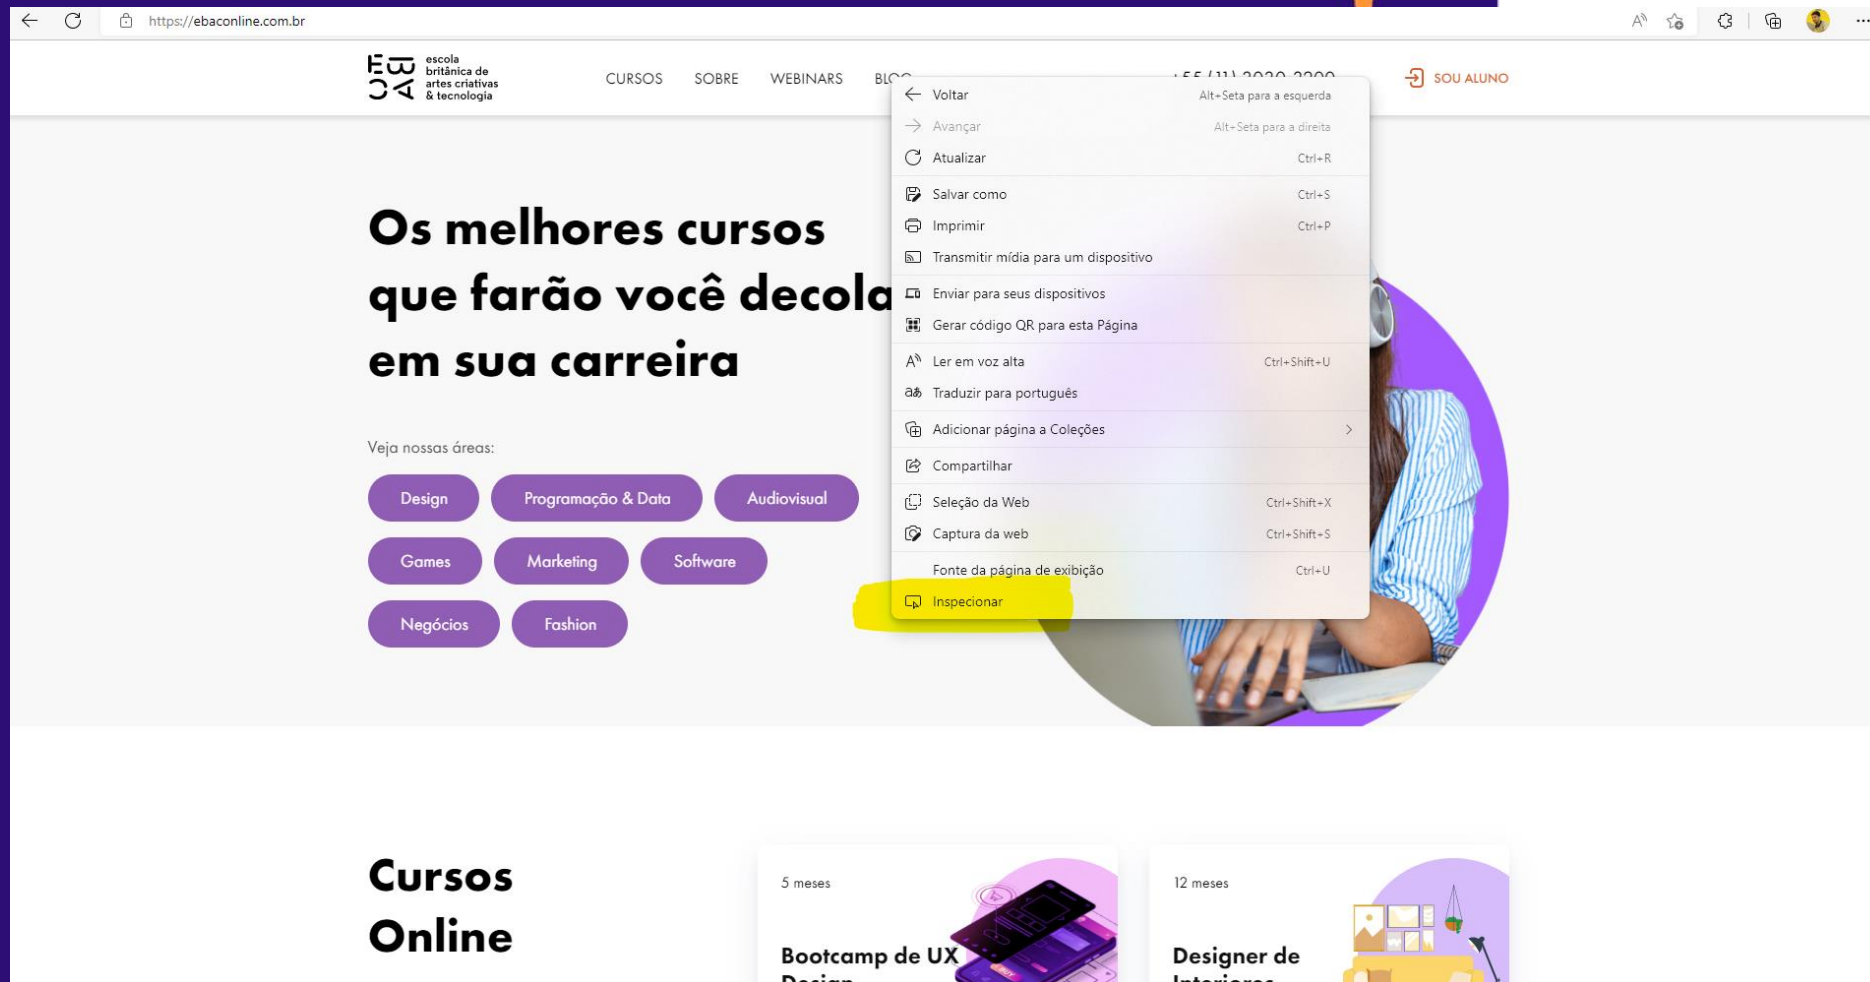 https://ebaconline.com.br
EBAC
escola
britânica de
artes criativas
& tecnologia
CURSOS SOBRE WEBINARS BLOG
SOU ALUNO
Voltar Alt+Seta para a esquerda
Avançar Alt+Seta para a direita
Atualizar Ctrl+R
Salvar como Ctrl+S
Imprimir Ctrl+P
Transmitir mídia para um dispositivo
Enviar para seus dispositivos
Gerar código QR para esta Página
Ler em voz alta Ctrl+Shift+U
Traduzir para português
Adicionar página a Coleções
Compartilhar
Seleção da Web Ctrl+Shift+X
Captura da web Ctrl+Shift+S
Fonte da página de exibição Ctrl+U
Inspecionar
Os melhores cursos
que farão você decola
em sua carreira
Veja nossas áreas:
Design Programação & Data Audiovisual
Games Marketing Software
Negócios Fashion
Cursos
Online
5 meses
Bootcamp de UX
Design
12 meses
Designer de
Interiores